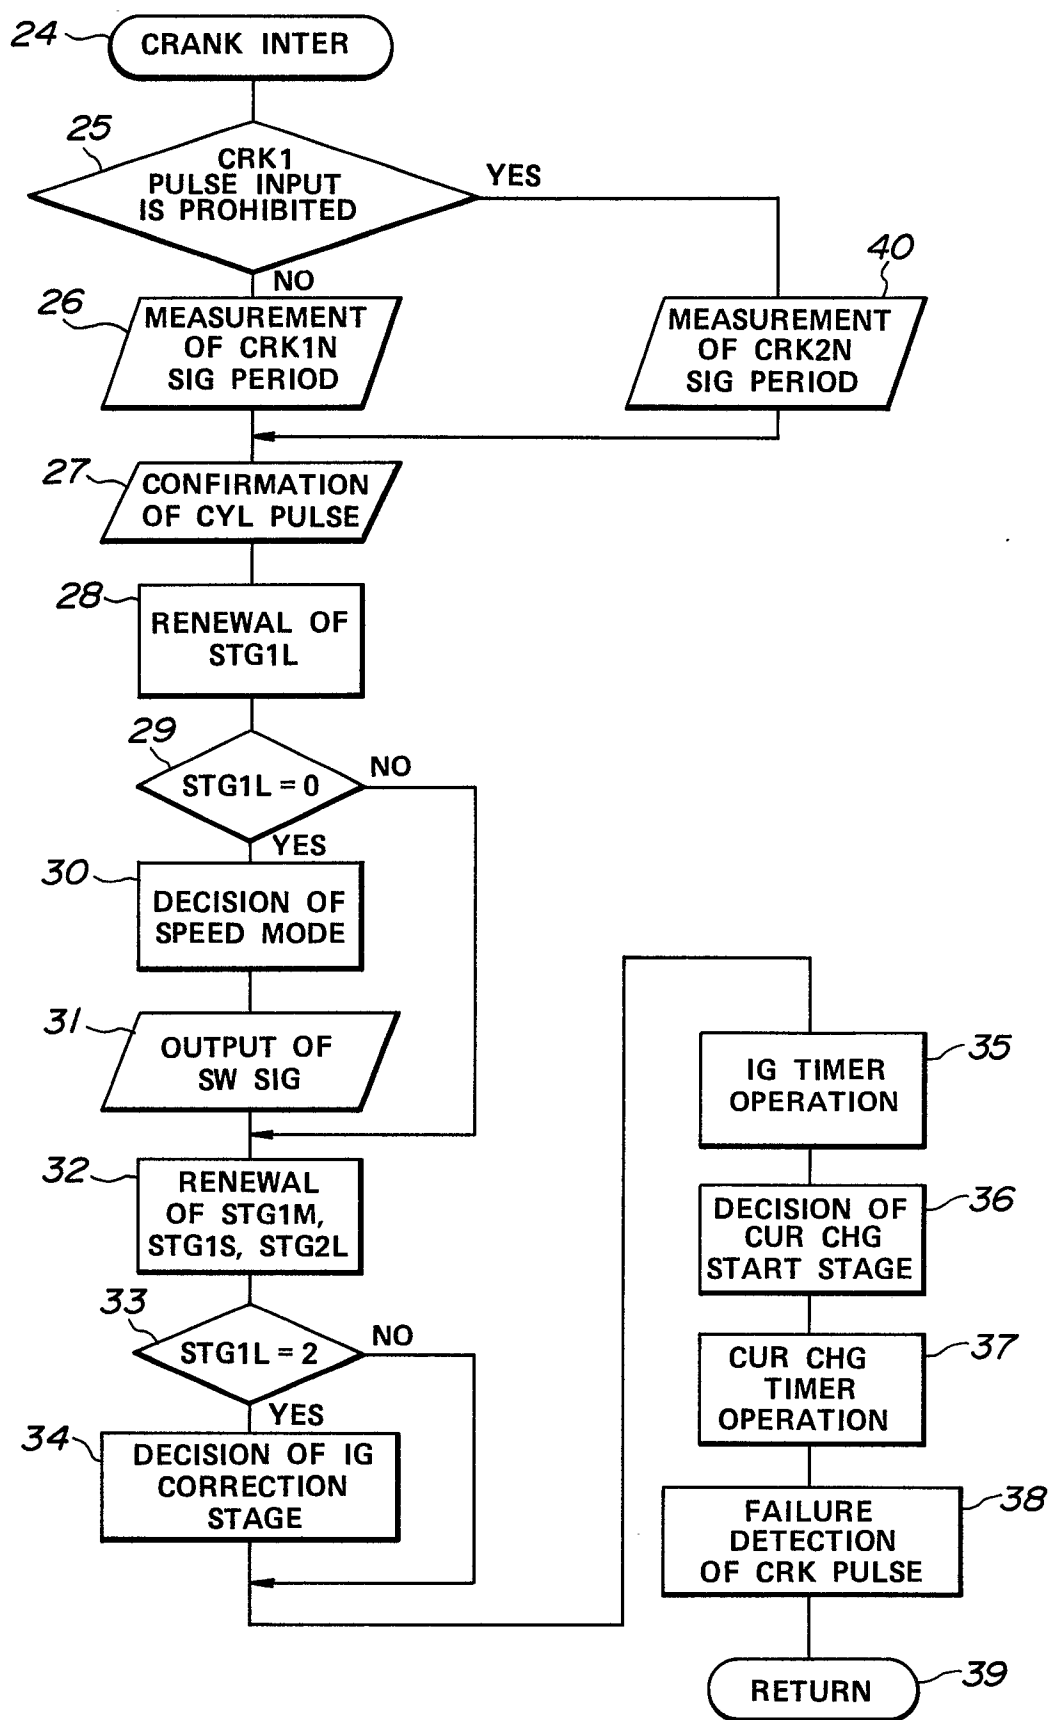 24
CRANK INTER
25
CRK1
PULSE INPUT
IS PROHIBITED
YES
NO
26
MEASUREMENT
OF CRK1N
SIG PERIOD
40
MEASUREMENT
OF CRK2N
SIG PERIOD
27
CONFIRMATION
OF CYL PULSE
28
RENEWAL OF
STG1L
29
STG1L = 0
NO
YES
30
DECISION OF
SPEED MODE
31
OUTPUT OF
SW SIG
32
RENEWAL
OF STG1M,
STG1S, STG2L
33
STG1L = 2
NO
YES
34
DECISION OF IG
CORRECTION
STAGE
35
IG TIMER
OPERATION
36
DECISION OF
CUR CHG
START STAGE
37
CUR CHG
TIMER
OPERATION
38
FAILURE
DETECTION
OF CRK PULSE
39
RETURN